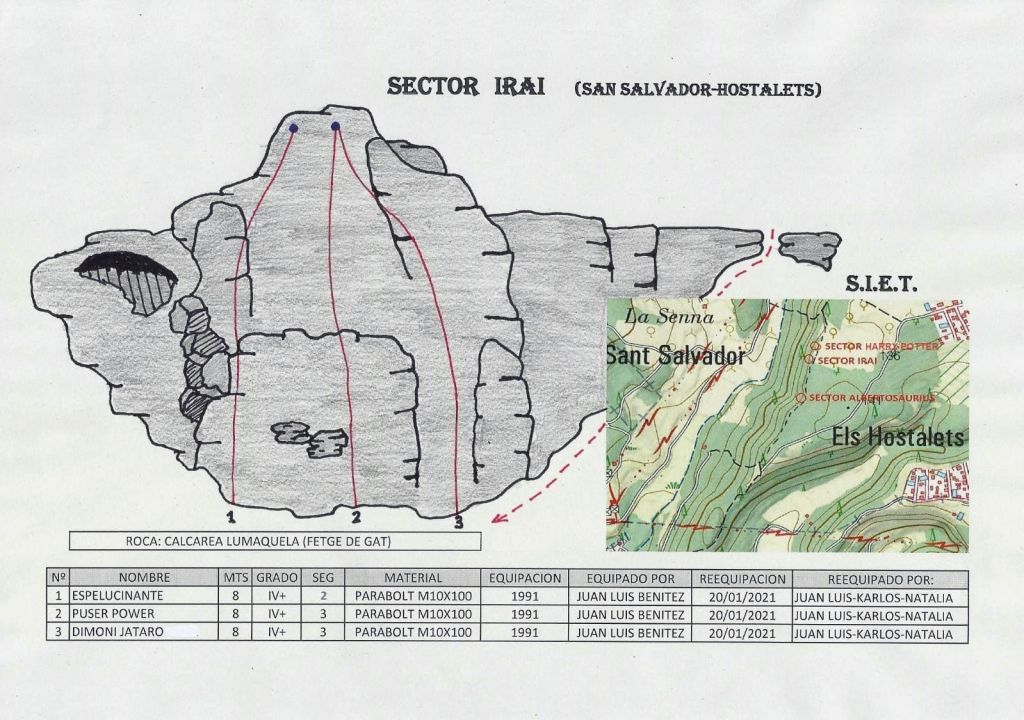 SECTOR IRAI (SAN SALVADOR-HOSTALETS)
S.I.E.T.
La Senna
Sant Salvador
SECTOR HARRY POTTER
136
SECTOR IRAI
SECTOR ALBERTOSAURIUS
Els Hostalets
1 2 3
ROCA: CALCAREA LUMAQUELA (FETGE DE GAT)
Nº NOMBRE MTS GRADO SEG MATERIAL EQUIPACION EQUIPADO POR REEQUIPACION REEQUIPADO POR:
1 ESPELUCINANTE 8 IV+ 2 PARABOLT M10X100 1991 JUAN LUIS BENITEZ 20/01/2021 JUAN LUIS-KARLOS-NATALIA
2 PUSER POWER 8 IV+ 3 PARABOLT M10X100 1991 JUAN LUIS BENITEZ 20/01/2021 JUAN LUIS-KARLOS-NATALIA
3 DIMONI JATARO 8 IV+ 3 PARABOLT M10X100 1991 JUAN LUIS BENITEZ 20/01/2021 JUAN LUIS-KARLOS-NATALIA